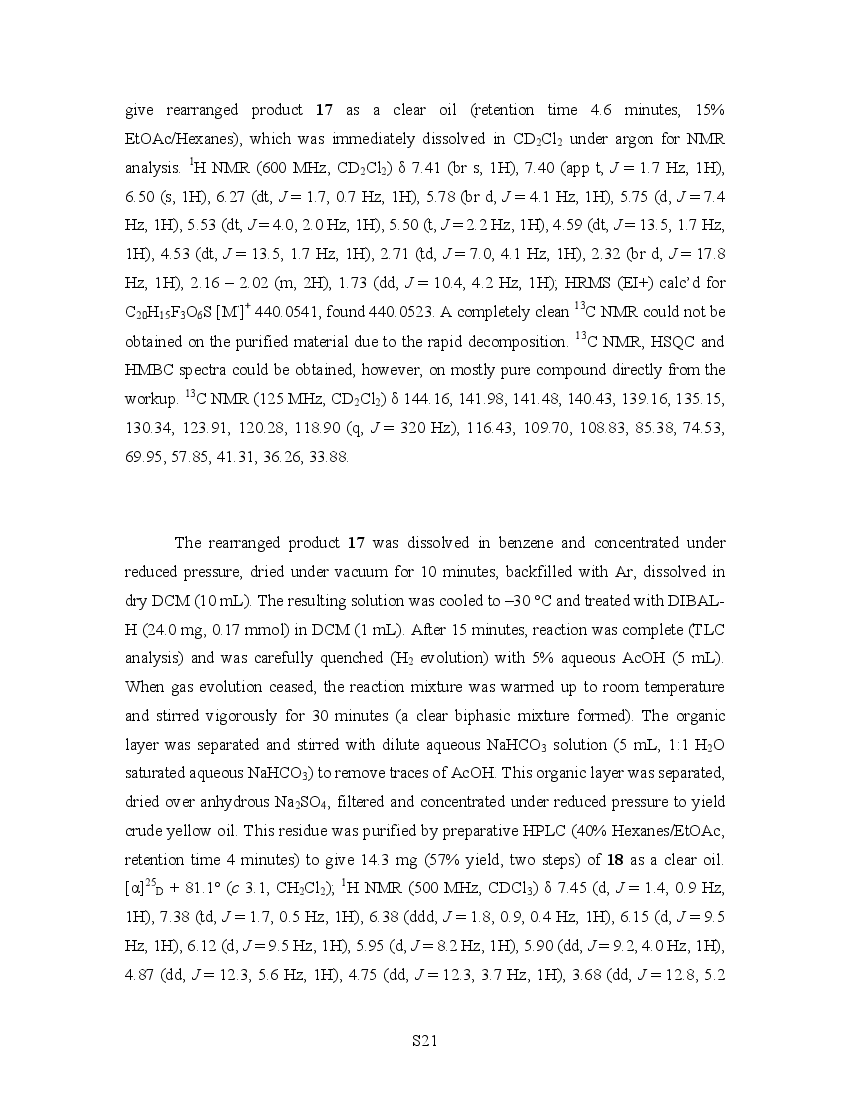 give rearranged product 17 as a clear oil (retention time 4.6 minutes, 15%
EtOAc/Hexanes), which was immediately dissolved in CD₂Cl₂ under argon for NMR
analysis. ¹H NMR (600 MHz, CD₂Cl₂) δ 7.41 (br s, 1H), 7.40 (app t, J = 1.7 Hz, 1H),
6.50 (s, 1H), 6.27 (dt, J = 1.7, 0.7 Hz, 1H), 5.78 (br d, J = 4.1 Hz, 1H), 5.75 (d, J = 7.4
Hz, 1H), 5.53 (dt, J = 4.0, 2.0 Hz, 1H), 5.50 (t, J = 2.2 Hz, 1H), 4.59 (dt, J = 13.5, 1.7 Hz,
1H), 4.53 (dt, J = 13.5, 1.7 Hz, 1H), 2.71 (td, J = 7.0, 4.1 Hz, 1H), 2.32 (br d, J = 17.8
Hz, 1H), 2.16 – 2.02 (m, 2H), 1.73 (dd, J = 10.4, 4.2 Hz, 1H); HRMS (EI+) calc’d for
C₂₀H₁₅F₃O₆S [M·]⁺ 440.0541, found 440.0523. A completely clean ¹³C NMR could not be
obtained on the purified material due to the rapid decomposition. ¹³C NMR, HSQC and
HMBC spectra could be obtained, however, on mostly pure compound directly from the
workup. ¹³C NMR (125 MHz, CD₂Cl₂) δ 144.16, 141.98, 141.48, 140.43, 139.16, 135.15,
130.34, 123.91, 120.28, 118.90 (q, J = 320 Hz), 116.43, 109.70, 108.83, 85.38, 74.53,
69.95, 57.85, 41.31, 36.26, 33.88.
The rearranged product 17 was dissolved in benzene and concentrated under
reduced pressure, dried under vacuum for 10 minutes, backfilled with Ar, dissolved in
dry DCM (10 mL). The resulting solution was cooled to –30 °C and treated with DIBAL-
H (24.0 mg, 0.17 mmol) in DCM (1 mL). After 15 minutes, reaction was complete (TLC
analysis) and was carefully quenched (H₂ evolution) with 5% aqueous AcOH (5 mL).
When gas evolution ceased, the reaction mixture was warmed up to room temperature
and stirred vigorously for 30 minutes (a clear biphasic mixture formed). The organic
layer was separated and stirred with dilute aqueous NaHCO₃ solution (5 mL, 1:1 H₂O
saturated aqueous NaHCO₃) to remove traces of AcOH. This organic layer was separated,
dried over anhydrous Na₂SO₄, filtered and concentrated under reduced pressure to yield
crude yellow oil. This residue was purified by preparative HPLC (40% Hexanes/EtOAc,
retention time 4 minutes) to give 14.3 mg (57% yield, two steps) of 18 as a clear oil.
[α]²⁵D + 81.1° (c 3.1, CH₂Cl₂); ¹H NMR (500 MHz, CDCl₃) δ 7.45 (d, J = 1.4, 0.9 Hz,
1H), 7.38 (td, J = 1.7, 0.5 Hz, 1H), 6.38 (ddd, J = 1.8, 0.9, 0.4 Hz, 1H), 6.15 (d, J = 9.5
Hz, 1H), 6.12 (d, J = 9.5 Hz, 1H), 5.95 (d, J = 8.2 Hz, 1H), 5.90 (dd, J = 9.2, 4.0 Hz, 1H),
4.87 (dd, J = 12.3, 5.6 Hz, 1H), 4.75 (dd, J = 12.3, 3.7 Hz, 1H), 3.68 (dd, J = 12.8, 5.2
S21